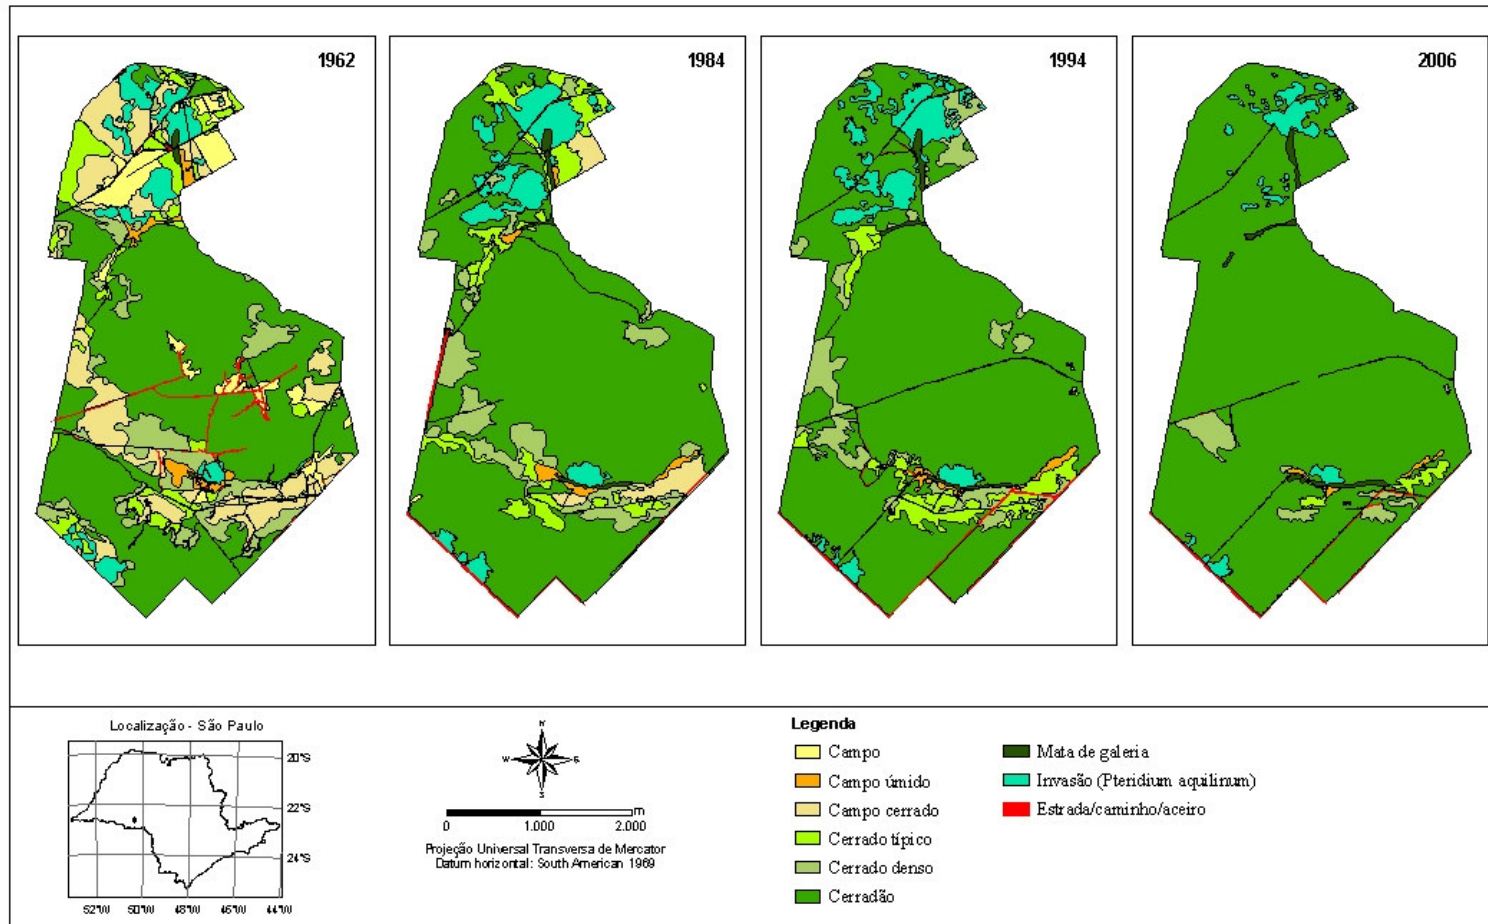 1962
1984
1994
2006
Localização - São Paulo
20°S
22°S
24°S
52°W 50°W 48°W 46°W 44°W
N
W E
S
m
0 1.000 2.000
Projeção Universal Transversa de Mercator
Datum horizontal: South American 1969
Legenda
Campo
Campo úmido
Campo cerrado
Cerrado típico
Cerrado denso
Cerradão
Mata de galeria
Invasão (Pteridium aquilinum)
Estrada/caminho/aceiro